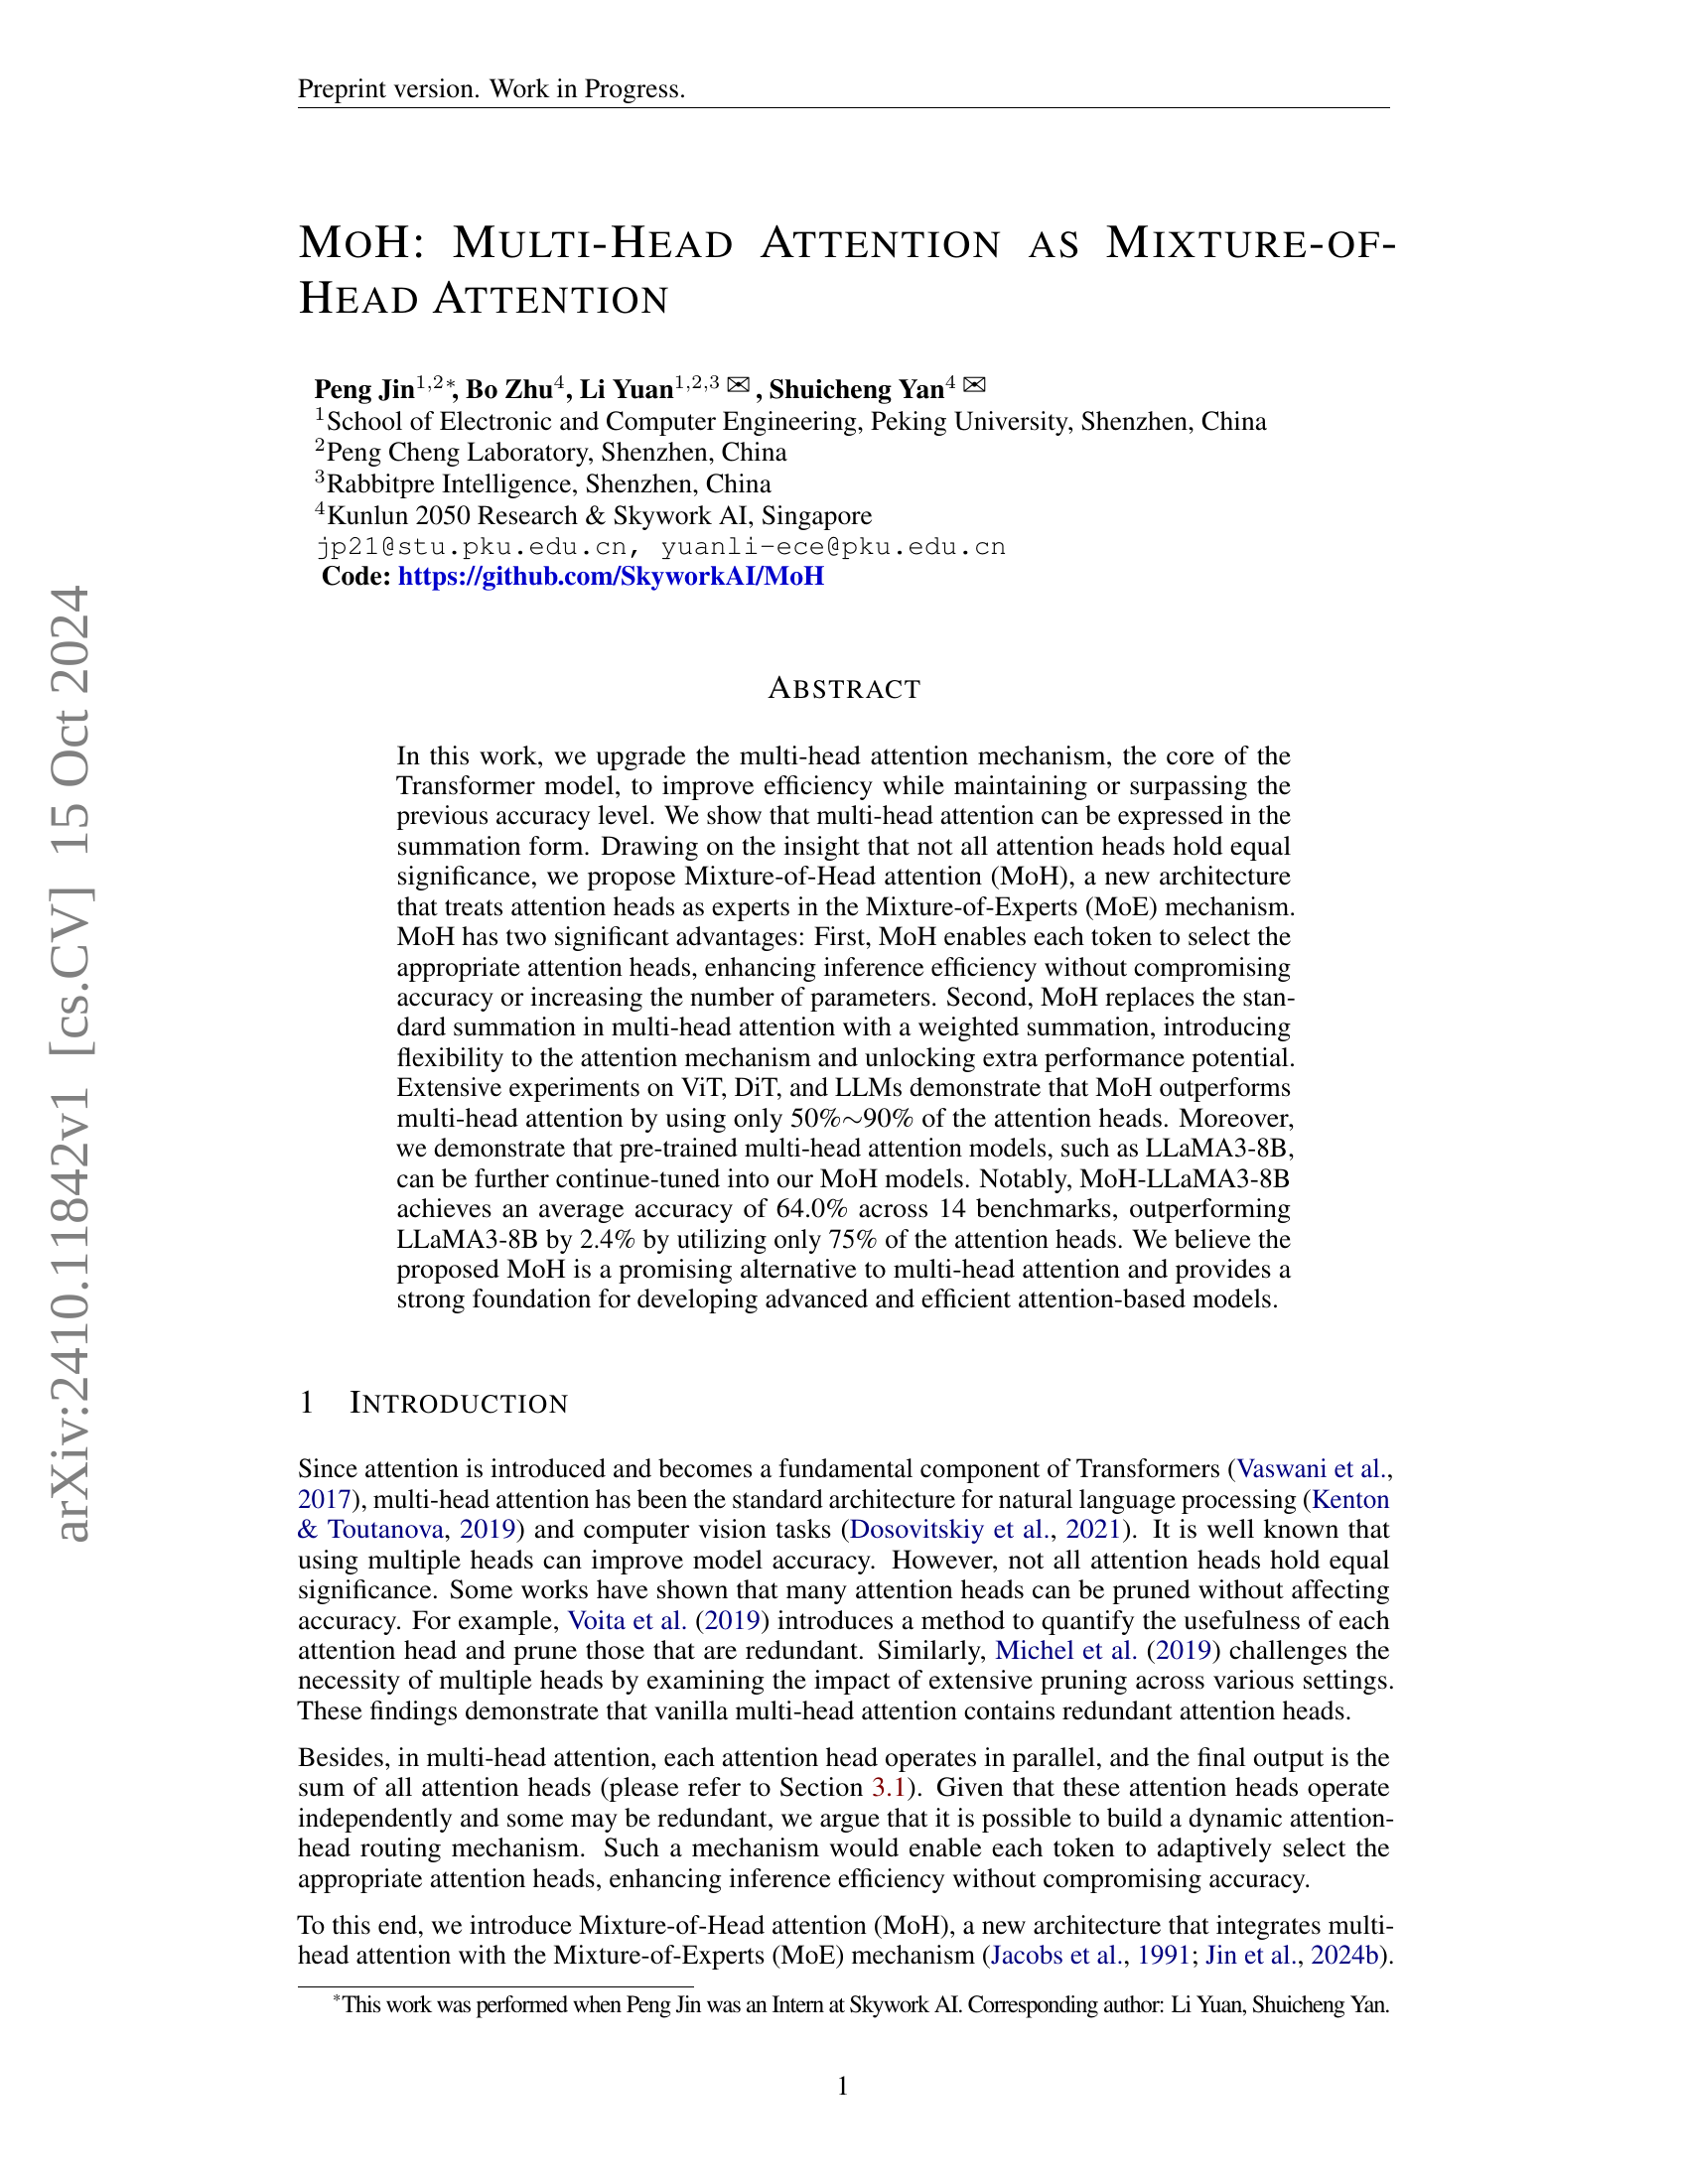 Preprint version. Work in Progress.
MOH: MULTI-HEAD ATTENTION AS MIXTURE-OF-
HEAD ATTENTION
Peng Jin1,2*, Bo Zhu4, Li Yuan1,2,3 ✉, Shuicheng Yan4 ✉
1School of Electronic and Computer Engineering, Peking University, Shenzhen, China
2Peng Cheng Laboratory, Shenzhen, China
3Rabbitpre Intelligence, Shenzhen, China
4Kunlun 2050 Research & Skywork AI, Singapore
jp21@stu.pku.edu.cn, yuanli-ece@pku.edu.cn
Code: https://github.com/SkyworkAI/MoH
ABSTRACT
In this work, we upgrade the multi-head attention mechanism, the core of the
Transformer model, to improve efficiency while maintaining or surpassing the
previous accuracy level. We show that multi-head attention can be expressed in the
summation form. Drawing on the insight that not all attention heads hold equal
significance, we propose Mixture-of-Head attention (MoH), a new architecture
that treats attention heads as experts in the Mixture-of-Experts (MoE) mechanism.
MoH has two significant advantages: First, MoH enables each token to select the
appropriate attention heads, enhancing inference efficiency without compromising
accuracy or increasing the number of parameters. Second, MoH replaces the stan-
dard summation in multi-head attention with a weighted summation, introducing
flexibility to the attention mechanism and unlocking extra performance potential.
Extensive experiments on ViT, DiT, and LLMs demonstrate that MoH outperforms
multi-head attention by using only 50%~90% of the attention heads. Moreover,
we demonstrate that pre-trained multi-head attention models, such as LLaMA3-8B,
can be further continue-tuned into our MoH models. Notably, MoH-LLaMA3-8B
achieves an average accuracy of 64.0% across 14 benchmarks, outperforming
LLaMA3-8B by 2.4% by utilizing only 75% of the attention heads. We believe the
proposed MoH is a promising alternative to multi-head attention and provides a
strong foundation for developing advanced and efficient attention-based models.
1 INTRODUCTION
Since attention is introduced and becomes a fundamental component of Transformers (Vaswani et al.,
2017), multi-head attention has been the standard architecture for natural language processing (Kenton
& Toutanova, 2019) and computer vision tasks (Dosovitskiy et al., 2021). It is well known that
using multiple heads can improve model accuracy. However, not all attention heads hold equal
significance. Some works have shown that many attention heads can be pruned without affecting
accuracy. For example, Voita et al. (2019) introduces a method to quantify the usefulness of each
attention head and prune those that are redundant. Similarly, Michel et al. (2019) challenges the
necessity of multiple heads by examining the impact of extensive pruning across various settings.
These findings demonstrate that vanilla multi-head attention contains redundant attention heads.
Besides, in multi-head attention, each attention head operates in parallel, and the final output is the
sum of all attention heads (please refer to Section 3.1). Given that these attention heads operate
independently and some may be redundant, we argue that it is possible to build a dynamic attention-
head routing mechanism. Such a mechanism would enable each token to adaptively select the
appropriate attention heads, enhancing inference efficiency without compromising accuracy.
To this end, we introduce Mixture-of-Head attention (MoH), a new architecture that integrates multi-
head attention with the Mixture-of-Experts (MoE) mechanism (Jacobs et al., 1991; Jin et al., 2024b).
*This work was performed when Peng Jin was an Intern at Skywork AI. Corresponding author: Li Yuan, Shuicheng Yan.
1
arXiv:2410.11842v1 [cs.CV] 15 Oct 2024